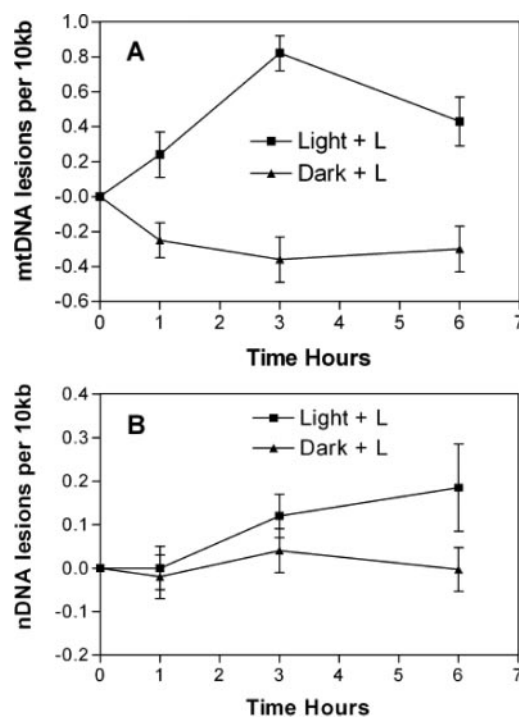 A
mtDNA lesions per 10kb
1.0
0.8
0.6
0.4
0.2
-0.0
-0.2
-0.4
-0.6
Light + L
Dark + L
0 1 2 3 4 5 6 7
Time Hours
B
nDNA lesions per 10kb
0.4
0.3
0.2
0.1
0.0
-0.1
-0.2
Light + L
Dark + L
0 1 2 3 4 5 6 7
Time Hours